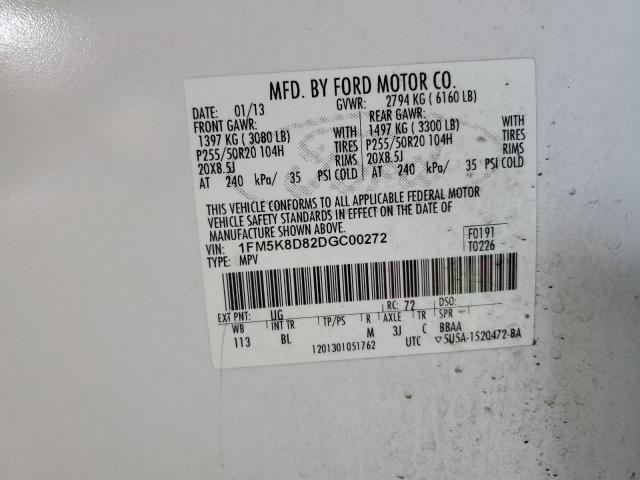 MFD. BY FORD MOTOR CO.
DATE: 01/13 GVWR: 2794 KG ( 6160 LB)
FRONT GAWR: REAR GAWR:
1397 KG ( 3080 LB) WITH 1497 KG ( 3300 LB) WITH
P255/50R20 104H TIRES P255/50R20 104H TIRES
20X8.5J RIMS 20X8.5J RIMS
AT 240 kPa/ 35 PSI COLD AT 240 kPa/ 35 PSI COLD
THIS VEHICLE CONFORMS TO ALL APPLICABLE FEDERAL MOTOR
VEHICLE SAFETY STANDARDS IN EFFECT ON THE DATE OF
MANUFACTURE SHOWN ABOVE.
VIN: 1FM5K8D82DGC00272 F0191
TYPE: MPV T0226
EXT PNT: UG RC: 72 DSO:
WB INT TR TP/PS R AXLE TR SPR
113 BL M 3J C BBAA
1201301051762 UTC ▽5U5A-1520472-BA
Ford